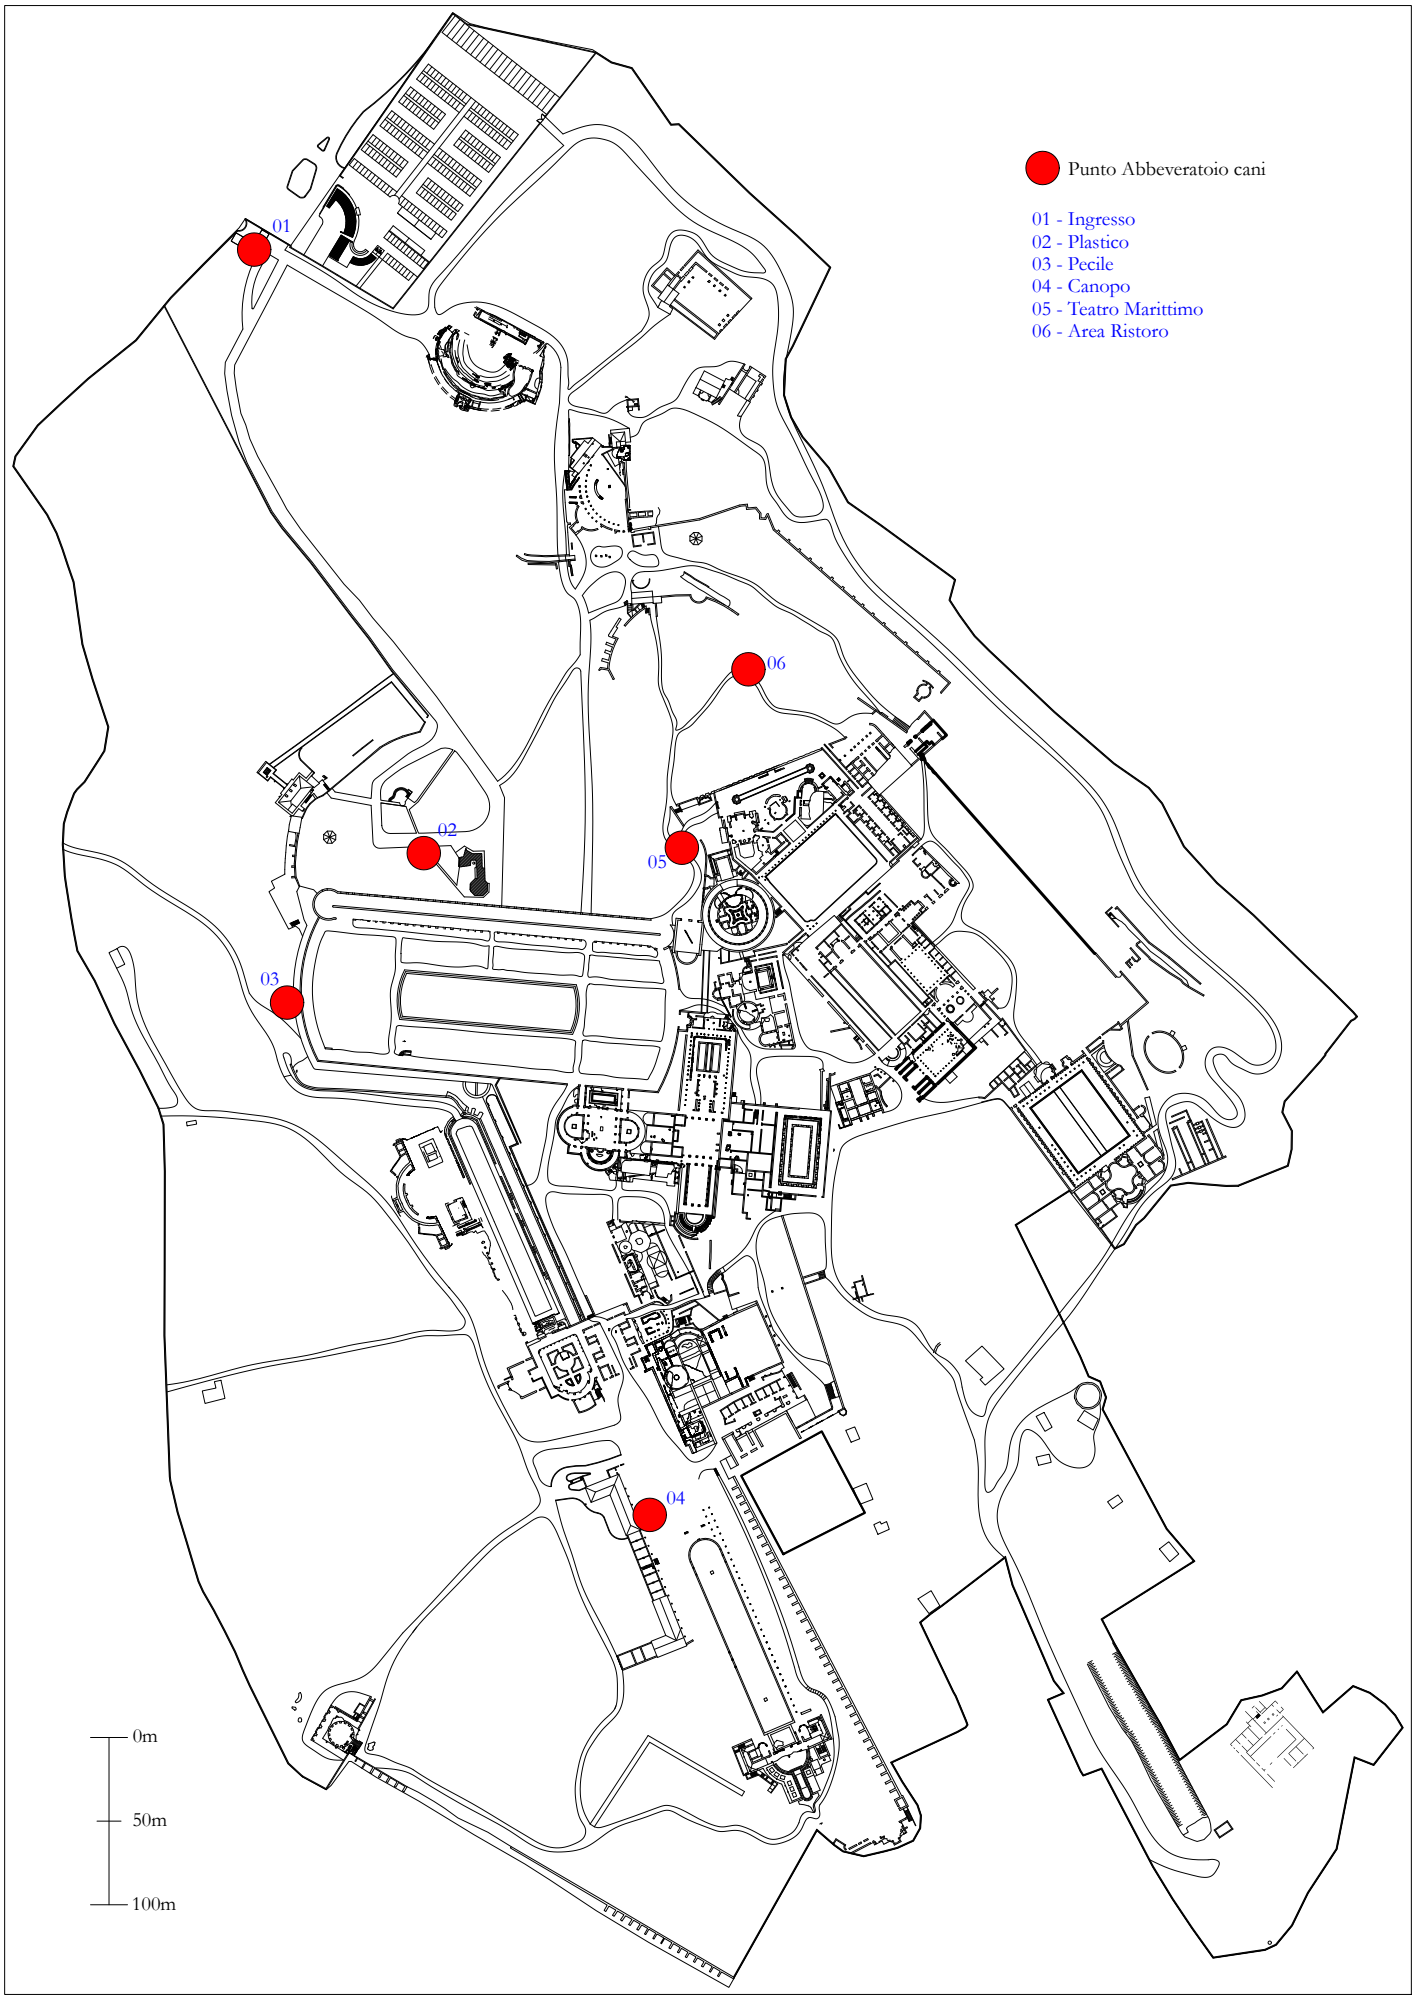 Punto Abbeveratoio cani
01 - Ingresso
02 - Plastico
03 - Pecile
04 - Canopo
05 - Teatro Marittimo
06 - Area Ristoro
01
06
02
05
03
04
0m
50m
100m